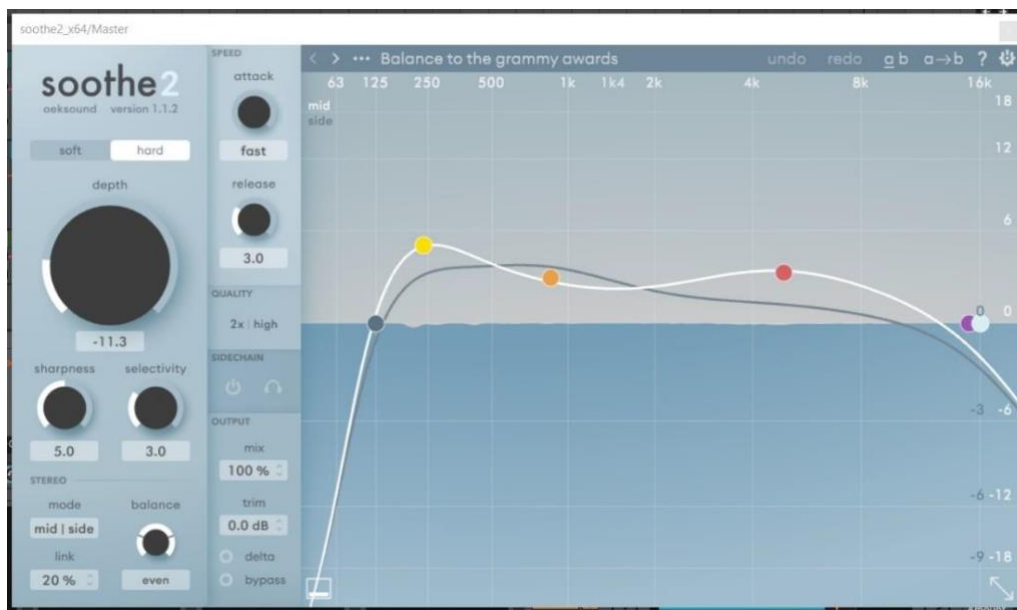 soothe2_x64/Master
soothe2
oeksound version 1.1.2
soft hard
depth
-11.3
sharpness selectivity
5.0 3.0
STEREO
mode balance
mid | side
link
20 % even
SPEED
attack
fast
release
3.0
QUALITY
2x | high
SIDECHAIN
OUTPUT
mix
100 %
trim
0.0 dB
delta
bypass
< > ••• Balance to the grammy awards undo redo a b a→b ?
63 125 250 500 1k 1k4 2k 4k 8k 16k
mid
side
18
12
6
0 0
-3 -6
-6 -12
-9 -18